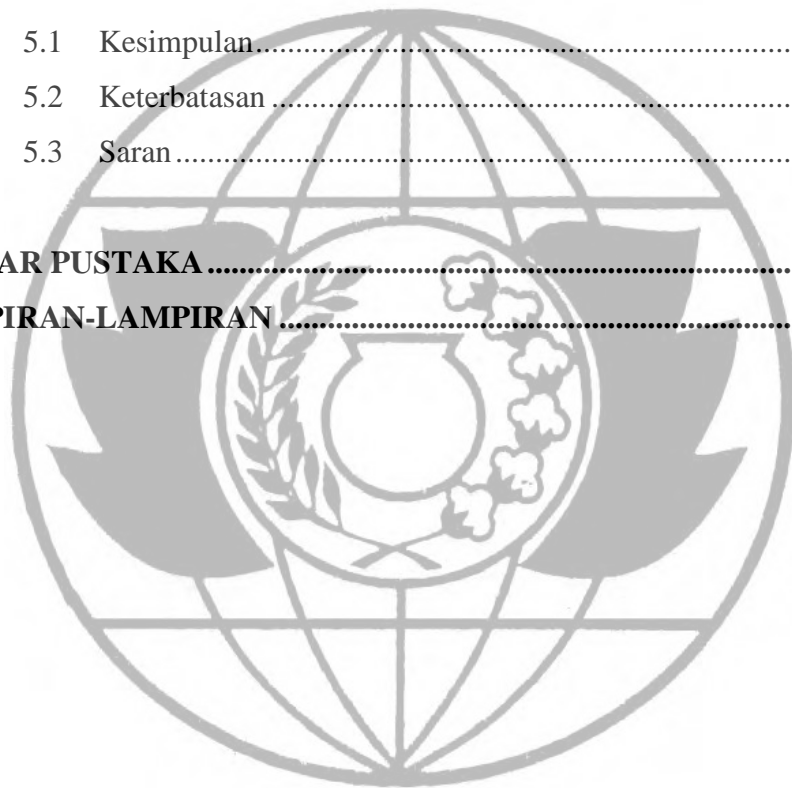 5.1 Kesimpulan.......................................................................
5.2 Keterbatasan.....................................................................
5.3 Saran..............................................................................
AR PUSTAKA.......................................................................
PIRAN-LAMPIRAN...............................................................